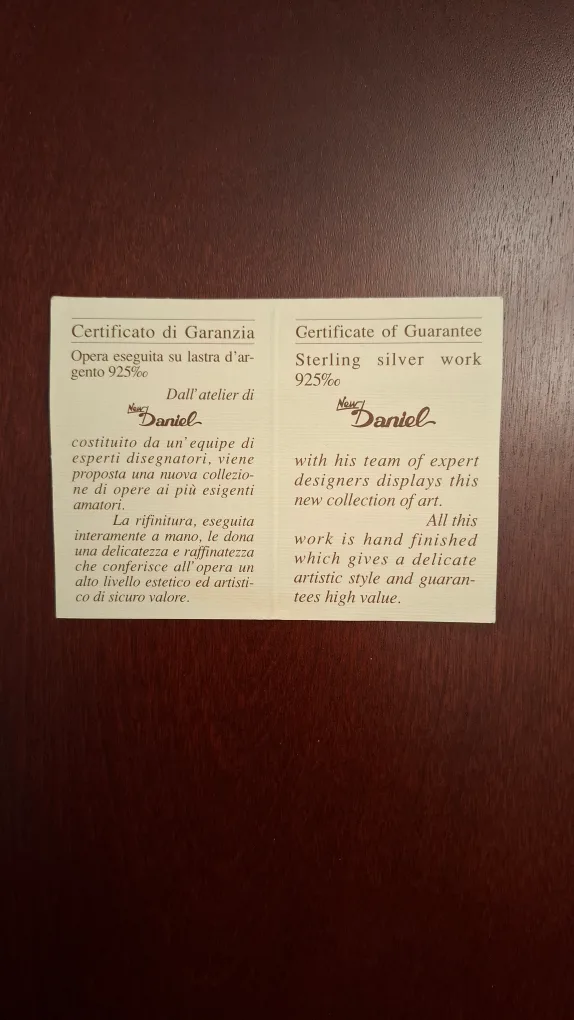 Certificato di Garanzia
Opera eseguita su lastra d'ar-
gento 925‰
Dall'atelier di
New Daniel
costituito da un'equipe di
esperti disegnatori, viene
proposta una nuova collezio-
ne di opere ai più esigenti
amatori.
La rifinitura, eseguita
interamente a mano, le dona
una delicatezza e raffinatezza
che conferisce all'opera un
alto livello estetico ed artisti-
co di sicuro valore.
Certificate of Guarantee
Sterling silver work
925‰
New Daniel
with his team of expert
designers displays this
new collection of art.
All this
work is hand finished
which gives a delicate
artistic style and guaran-
tees high value.